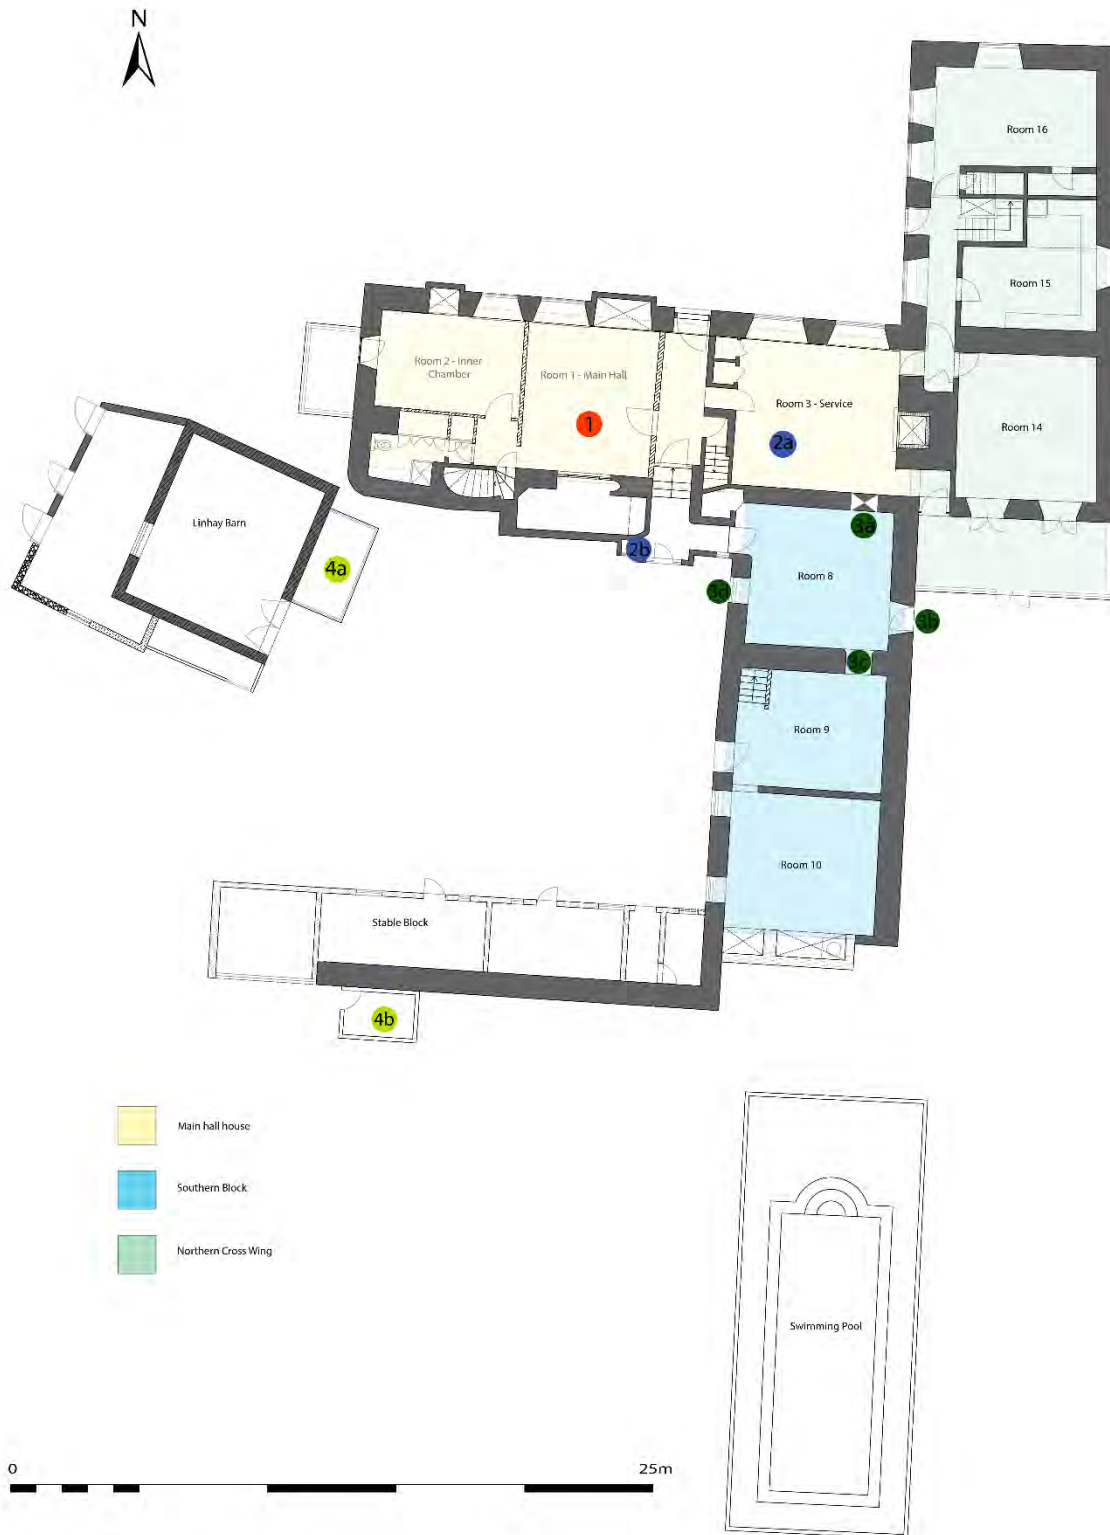 N
Room 16
Room 15
Room 2 - Inner
Chamber
Room 1 - Main Hall
Room 3 - Service
Room 14
1
2a
Linhay Barn
3a
2b
4a
Room 8
3d
3b
3c
Room 9
Room 10
Stable Block
4b
Main hall house
Southern Block
Northern Cross Wing
Swimming Pool
0
25m